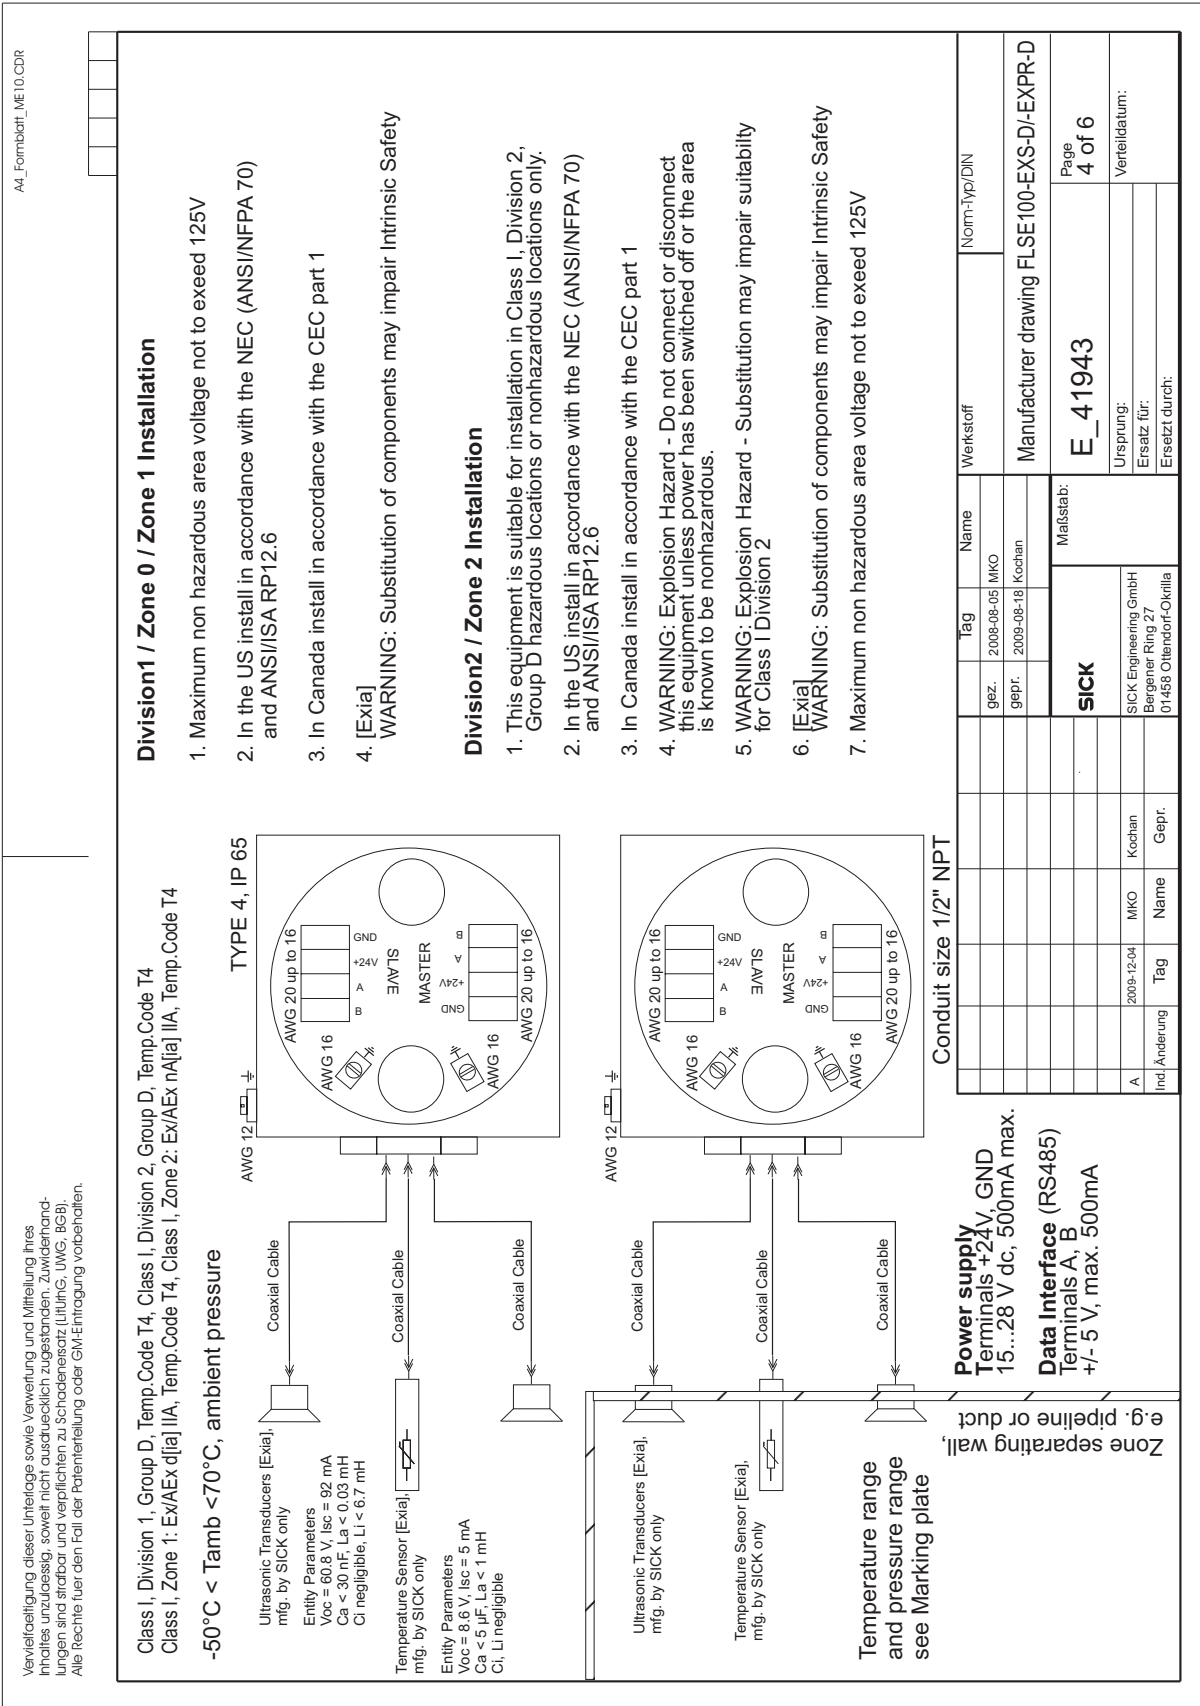 Vervielfaeltigung dieser Unterlage sowie Verwertung und Mitteilung ihres
Inhaltes unzulaessig, soweit nicht ausdruecklich zugestanden. Zuwiderhand-
lungen sind strafbar und verpflichten zu Schadenersatz (LitUrhG, UWG, BGB).
Alle Rechte fuer den Fall der Patenterteilung oder GM-Eintragung vorbehalten.
A4_Formblatt_ME10.CDR
Class I, Division 1, Group D, Temp.Code T4, Class I, Division 2, Group D, Temp.Code T4
Class I, Zone 1: Ex/AEx d[ia] IIA, Temp.Code T4, Class I, Zone 2: Ex/AEx nA[ia] IIA, Temp.Code T4
-50°C < Tamb <70°C, ambient pressure
TYPE 4, IP 65
Ultrasonic Transducers [Exia],
mfg. by SICK only
Entity Parameters
Voc = 60.8 V, Isc = 92 mA
Ca < 30 nF, La < 0.03 mH
Ci negligible, Li < 6.7 mH
Temperature Sensor [Exia],
mfg. by SICK only
Entity Parameters
Voc = 8.6 V, Isc = 5 mA
Ca < 5 µF, La < 1 mH
Ci, Li negligible
Coaxial Cable
Coaxial Cable
Coaxial Cable
AWG 12
AWG 16
AWG 20 up to 16
B
A
+24V
GND
SLAVE
MASTER
GND
+24V
A
B
AWG 16
AWG 20 up to 16
Ultrasonic Transducers [Exia],
mfg. by SICK only
Temperature Sensor [Exia],
mfg. by SICK only
Coaxial Cable
Coaxial Cable
Coaxial Cable
AWG 12
AWG 16
AWG 20 up to 16
B
A
+24V
GND
SLAVE
MASTER
GND
+24V
A
B
AWG 16
AWG 20 up to 16
Conduit size 1/2" NPT
Temperature range
and pressure range
see Marking plate
Zone separating wall,
e.g. pipeline or duct
Power supply
Terminals +24V, GND
15...28 V dc, 500mA max.
Data Interface (RS485)
Terminals A, B
+/- 5 V, max. 500mA
Division1 / Zone 0 / Zone 1 Installation
1. Maximum non hazardous area voltage not to exeed 125V
2. In the US install in accordance with the NEC (ANSI/NFPA 70)
and ANSI/ISA RP12.6
3. In Canada install in accordance with the CEC part 1
4. [Exia]
WARNING: Substitution of components may impair Intrinsic Safety
Division2 / Zone 2 Installation
1. This equipment is suitable for installation in Class I, Division 2,
Group D hazardous locations or nonhazardous locations only.
2. In the US install in accordance with the NEC (ANSI/NFPA 70)
and ANSI/ISA RP12.6
3. In Canada install in accordance with the CEC part 1
4. WARNING: Explosion Hazard - Do not connect or disconnect
this equipment unless power has been switched off or the area
is known to be nonhazardous.
5. WARNING: Explosion Hazard - Substitution may impair suitabilty
for Class I Division 2
6. [Exia]
WARNING: Substitution of components may impair Intrinsic Safety
7. Maximum non hazardous area voltage not to exeed 125V
Tag Name Werkstoff Norm-Typ/DIN
gez. 2008-08-05 MKO
gepr. 2009-08-18 Kochan
Manufacturer drawing FLSE100-EXS-D/-EXPR-D
SICK
Maßstab:
E_41943
Page
4 of 6
SICK Engineering GmbH
Bergener Ring 27
01458 Ottendorf-Okrilla
Ursprung:
Ersatz für:
Ersetzt durch:
Verteildatum:
A 2009-12-04 MKO Kochan
Ind. Änderung Tag Name Gepr.